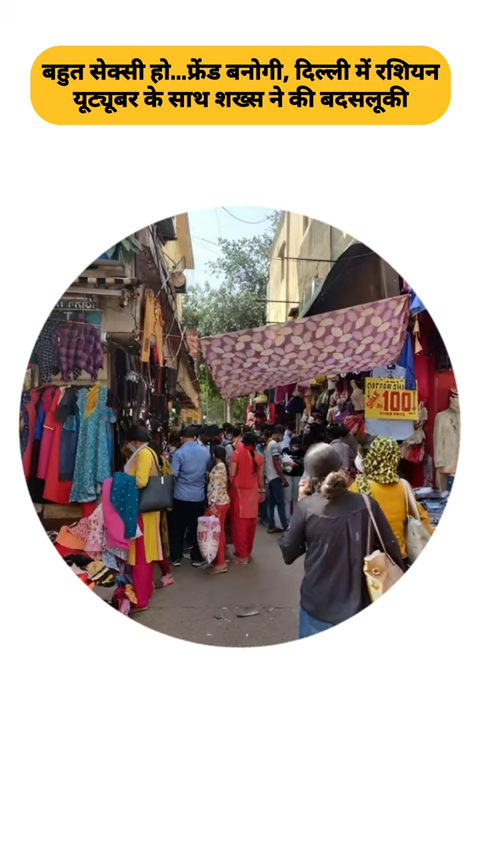 बहुत सेक्सी हो...फ्रेंड बनोगी, दिल्ली में रशियन
यूट्यूबर के साथ शख्स ने की बदसलूकी
100